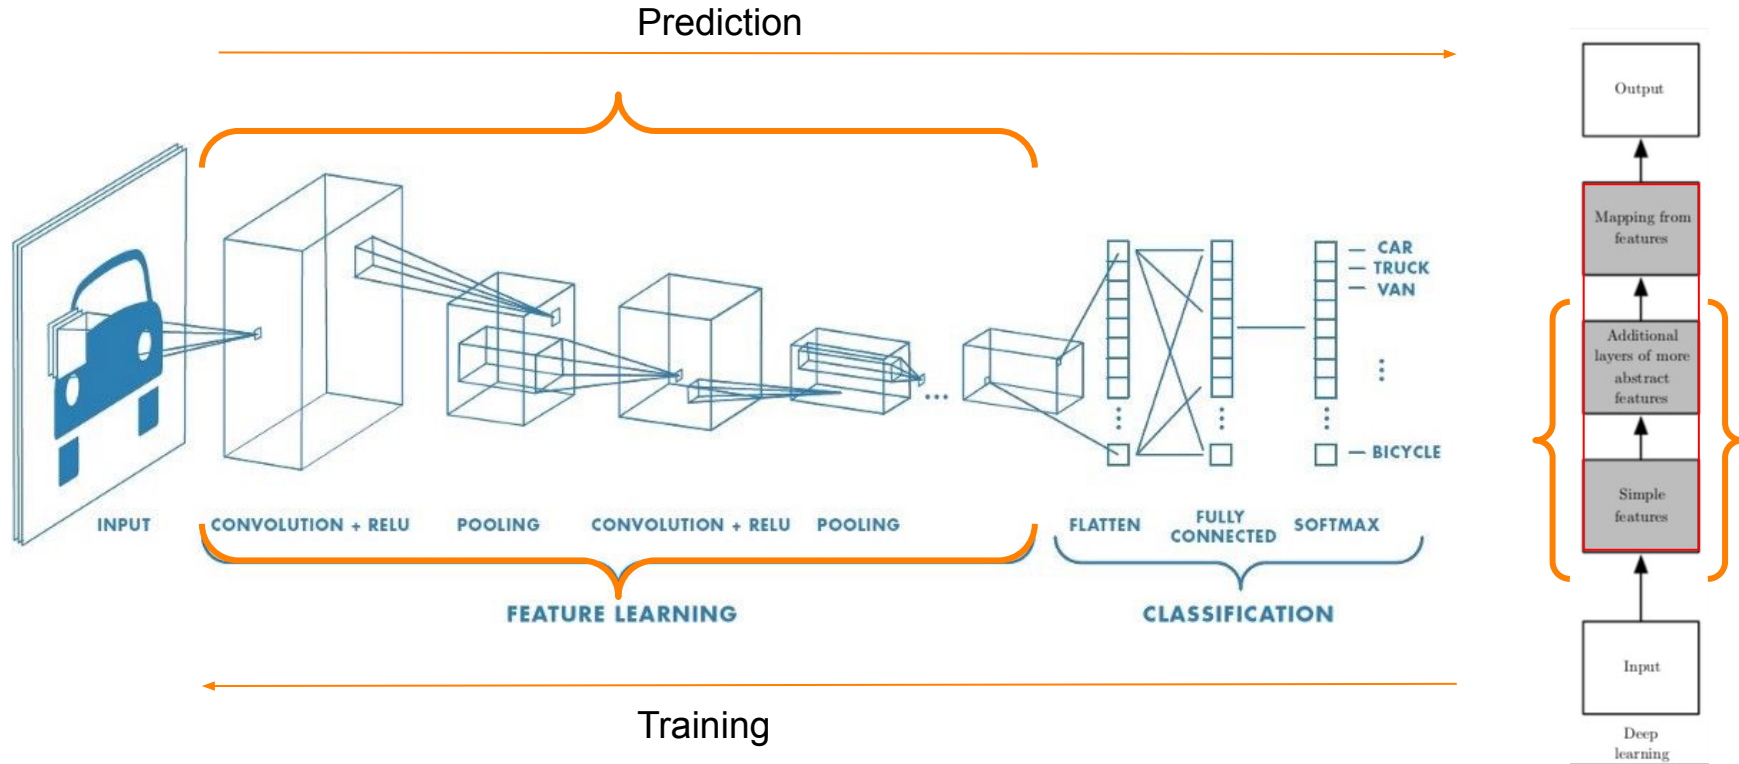 Prediction
CAR
TRUCK
VAN
BICYCLE
INPUT
CONVOLUTION + RELU
POOLING
CONVOLUTION + RELU
POOLING
...
FLATTEN
FULLY
CONNECTED
SOFTMAX
FEATURE LEARNING
CLASSIFICATION
Training
Output
Mapping from
features
Additional
layers of more
abstract
features
Simple
features
Input
Deep
learning